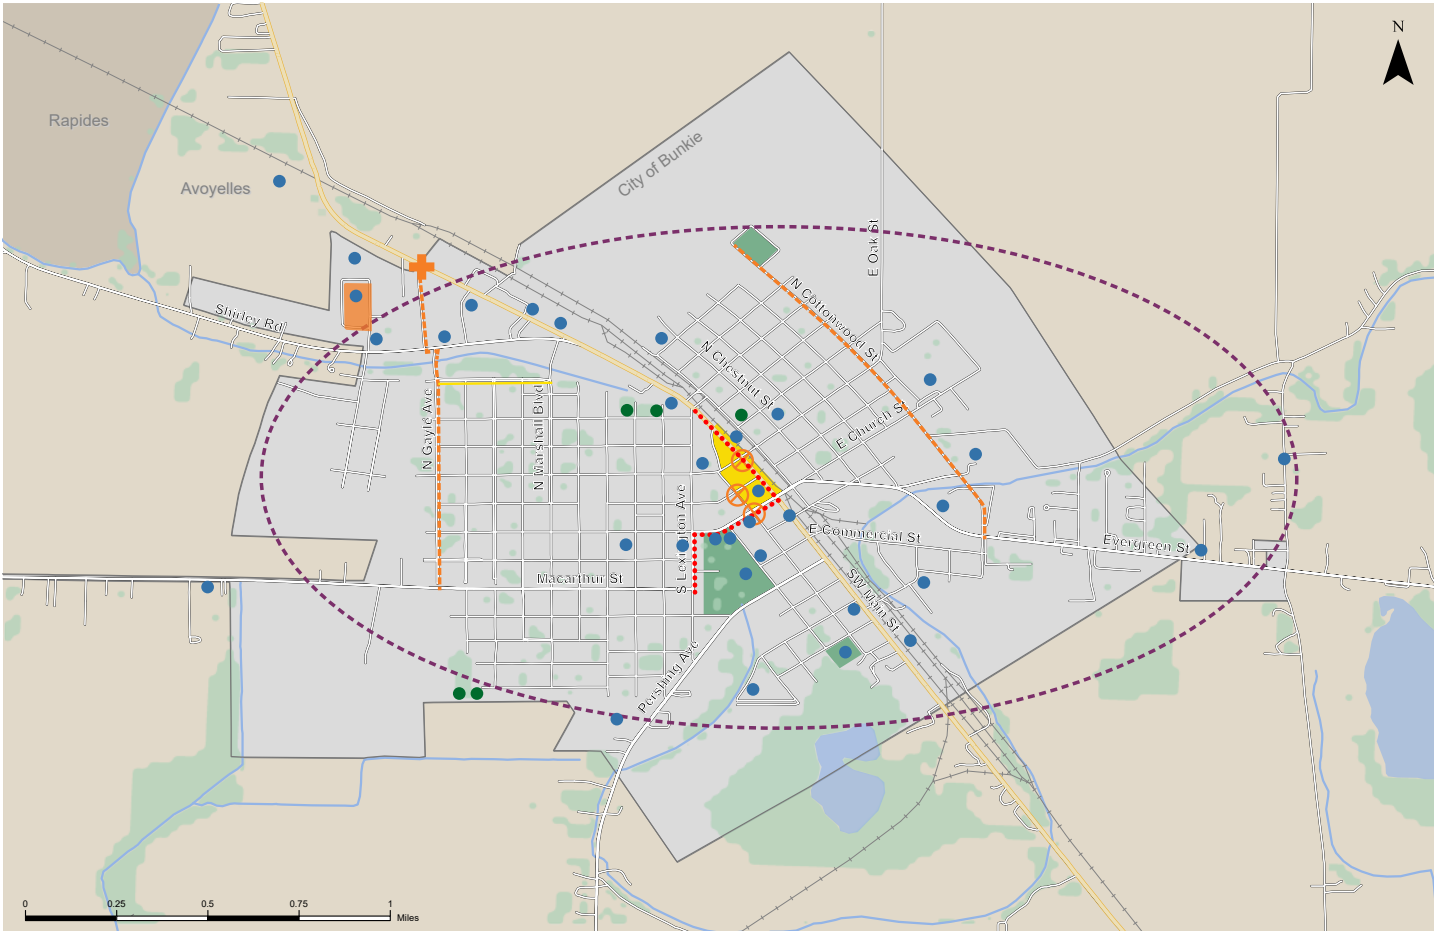 N
Rapides
Avoyelles
City of Bunkie
E Oak St
N Cottonwood St
Shirley Rd
N Chestnut St
E Church St
N Gayle Ave
N Marshall Blvd
S Lexington Ave
E Commercial St
Evergreen St
Macarthur St
SW Main St
Pershing Ave
0 0.25 0.5 0.75 1
Miles